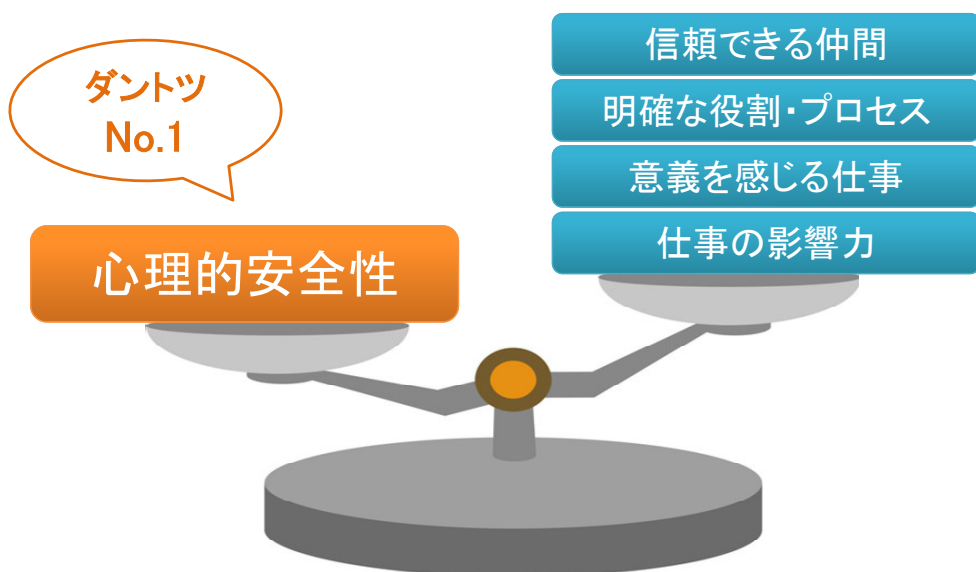 ダントツ
No.1
心理的安全性
信頼できる仲間
明確な役割・プロセス
意義を感じる仕事
仕事の影響力